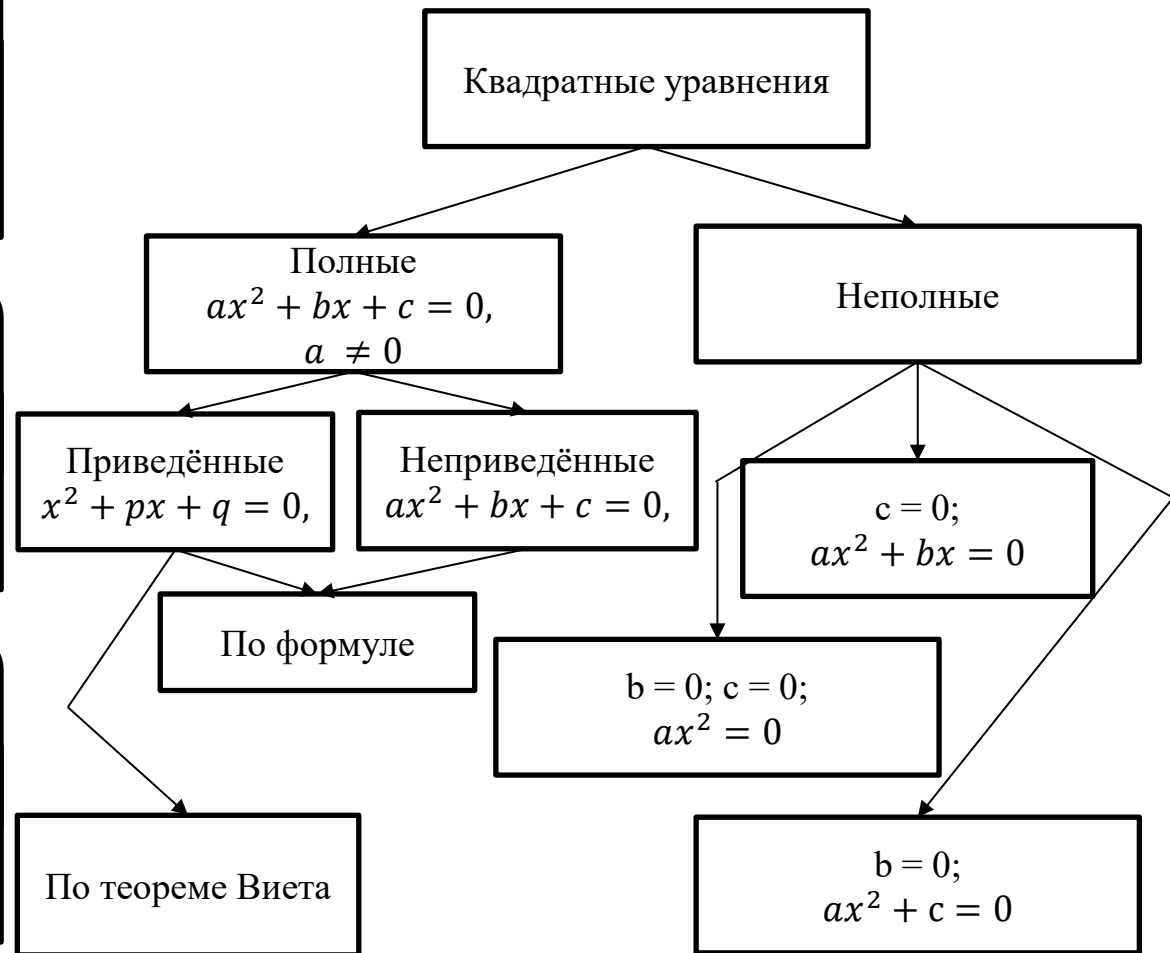 Квадратные уравнения
Полные
ax² + bx + c = 0,
a ≠ 0
Неполные
Приведённые
x² + px + q = 0,
Неприведённые
ax² + bx + c = 0,
c = 0;
ax² + bx = 0
По формуле
b = 0; c = 0;
ax² = 0
По теореме Виета
b = 0;
ax² + c = 0